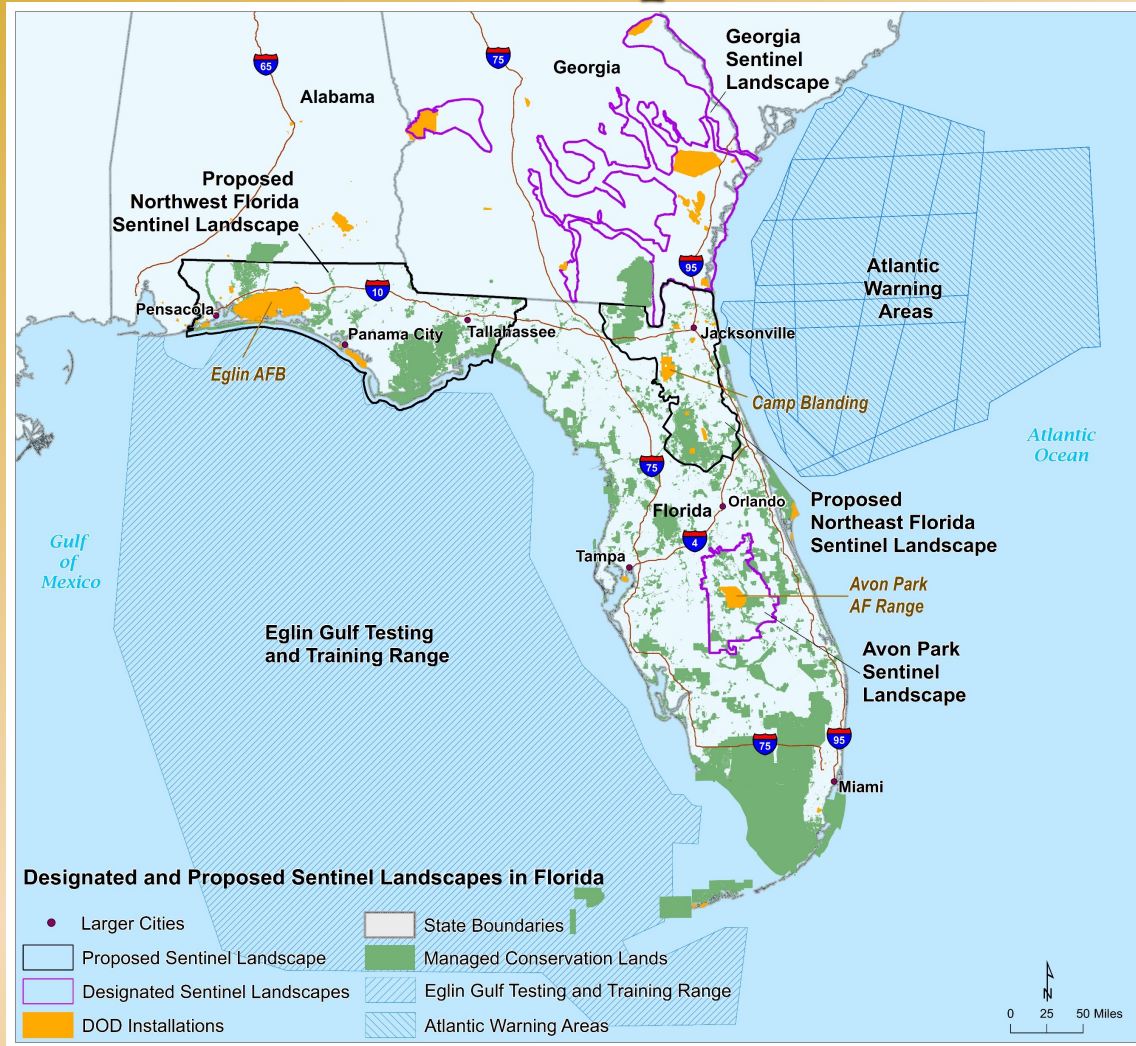 Georgia
Sentinel
Landscape
65
75
Georgia
Alabama
Proposed
Northwest Florida
Sentinel Landscape
95
Atlantic
Warning
Areas
10
Pensacola
Panama City
Tallahassee
Jacksonville
Eglin AFB
Camp Blanding
Atlantic
Ocean
75
Proposed
Northeast Florida
Sentinel Landscape
Orlando
Florida
4
Gulf
of
Mexico
Tampa
Avon Park
AF Range
Eglin Gulf Testing
and Training Range
Avon Park
Sentinel
Landscape
75
95
Miami
Designated and Proposed Sentinel Landscapes in Florida
Larger Cities
State Boundaries
Proposed Sentinel Landscape
Managed Conservation Lands
Designated Sentinel Landscapes
Eglin Gulf Testing and Training Range
DOD Installations
Atlantic Warning Areas
N
0 25 50 Miles